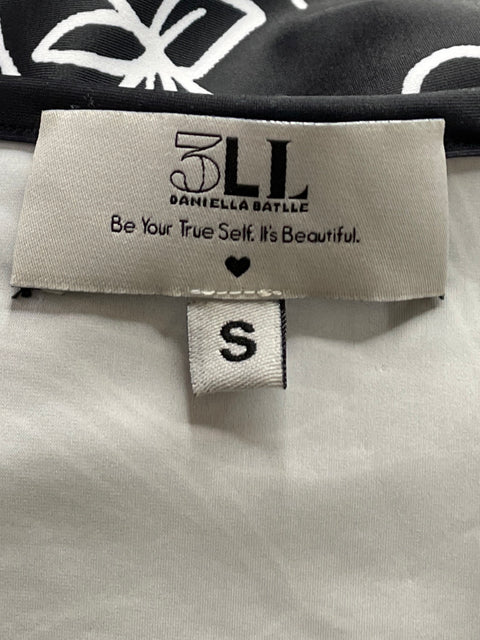 3LL
DANIELLA BATLLE
Be Your True Self. It's Beautiful.
S